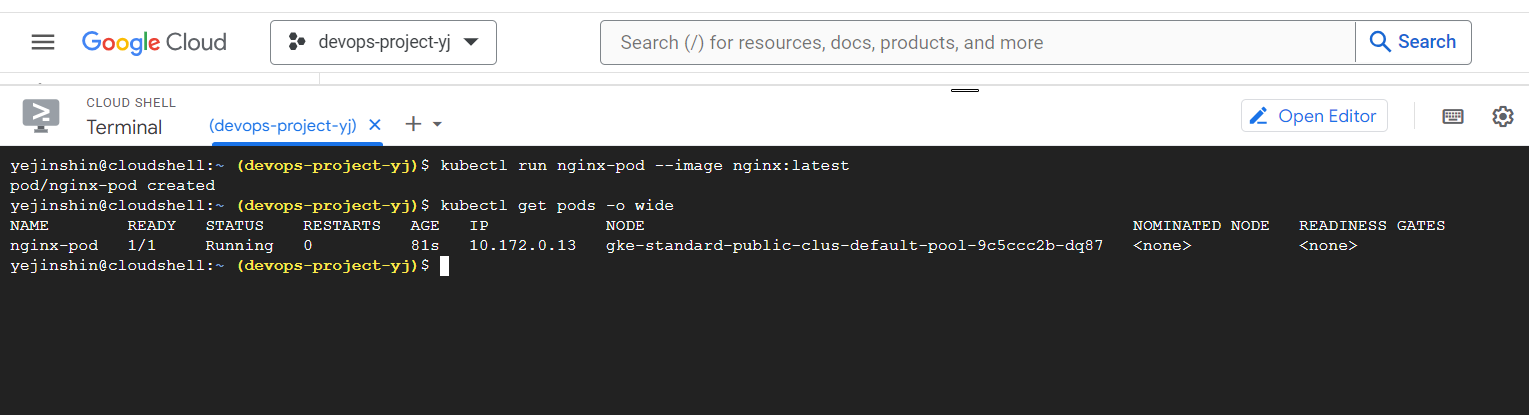 Google Cloud
devops-project-yj
Search (/) for resources, docs, products, and more
Search
CLOUD SHELL
Terminal
(devops-project-yj)
Open Editor
yejinshin@cloudshell:~ (devops-project-yj)$ kubectl run nginx-pod --image nginx:latest
pod/nginx-pod created
yejinshin@cloudshell:~ (devops-project-yj)$ kubectl get pods -o wide
NAME READY STATUS RESTARTS AGE IP NODE NOMINATED NODE READINESS GATES
nginx-pod 1/1 Running 0 81s 10.172.0.13 gke-standard-public-clus-default-pool-9c5ccc2b-dq87 <none> <none>
yejinshin@cloudshell:~ (devops-project-yj)$